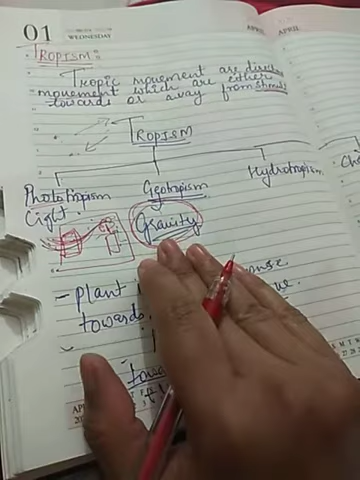 01
WEDNESDAY
APRIL
APRIL
TROPISM :-
Tropic movement are
movement which are either
towards or away from stimuli
TROPISM
Phototropism Geotropism Hydrotropism
Light. Gravity
- Plant
towards